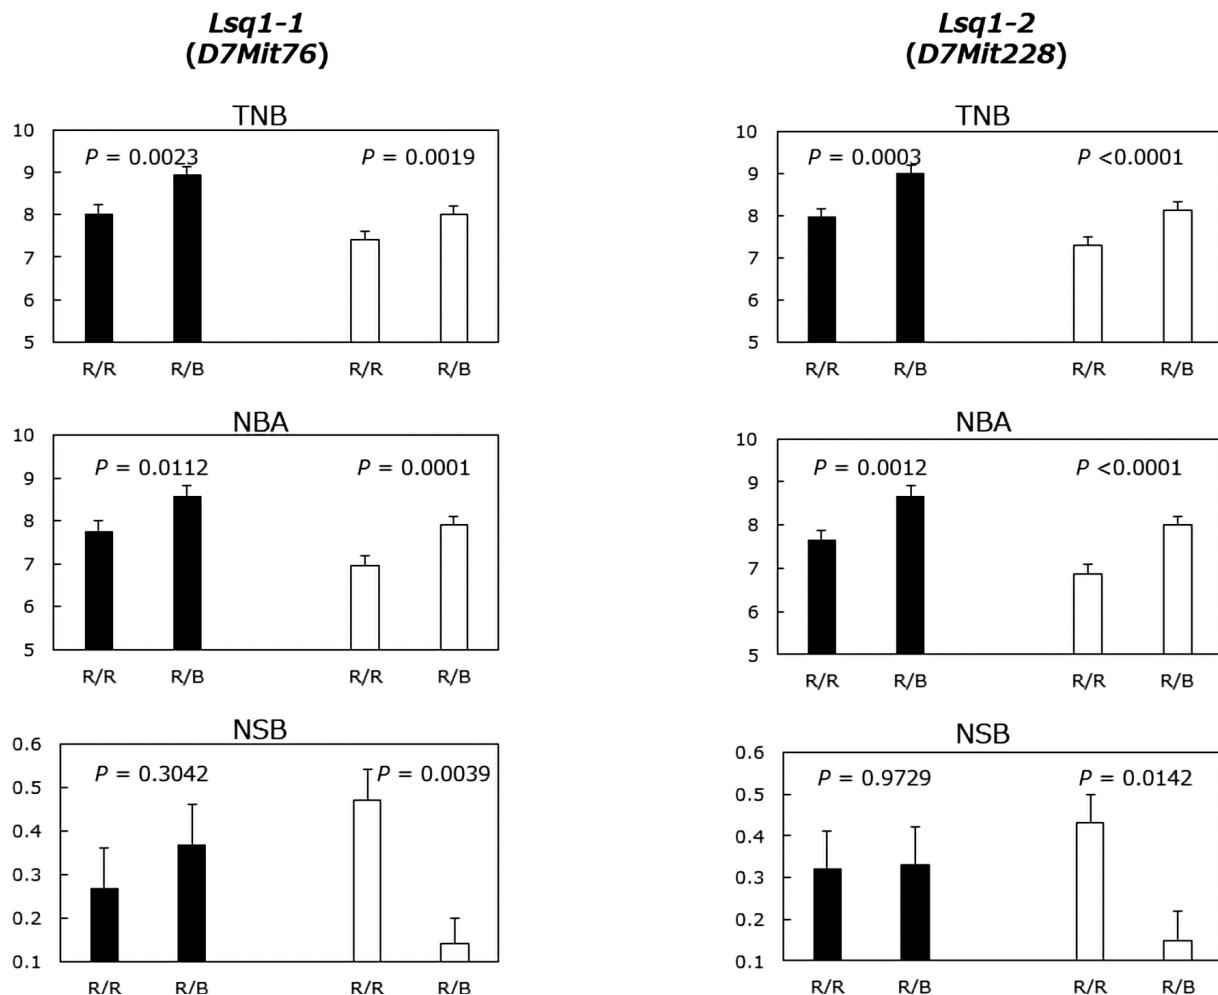 Lsq1-1
(D7Mit76)
TNB
10
9
8
7
6
5
P = 0.0023
P = 0.0019
R/R R/B R/R R/B
NBA
10
9
8
7
6
5
P = 0.0112
P = 0.0001
R/R R/B R/R R/B
NSB
0.6
0.5
0.4
0.3
0.2
0.1
P = 0.3042
P = 0.0039
R/R R/B R/R R/B
Lsq1-2
(D7Mit228)
TNB
10
9
8
7
6
5
P = 0.0003
P <0.0001
R/R R/B R/R R/B
NBA
10
9
8
7
6
5
P = 0.0012
P <0.0001
R/R R/B R/R R/B
NSB
0.6
0.5
0.4
0.3
0.2
0.1
P = 0.9729
P = 0.0142
R/R R/B R/R R/B